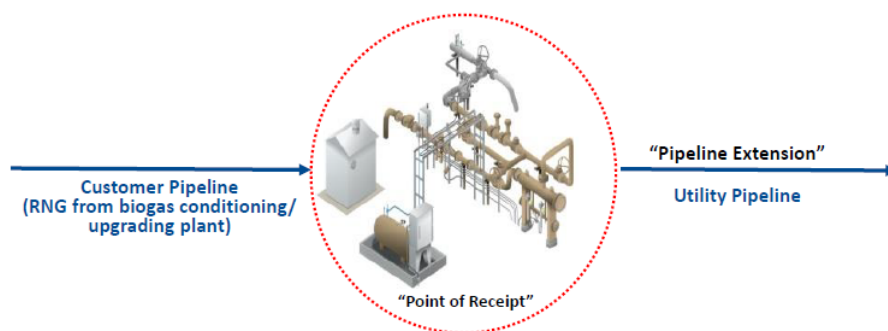 Customer Pipeline
(RNG from biogas conditioning/
upgrading plant)
“Point of Receipt”
“Pipeline Extension”
Utility Pipeline